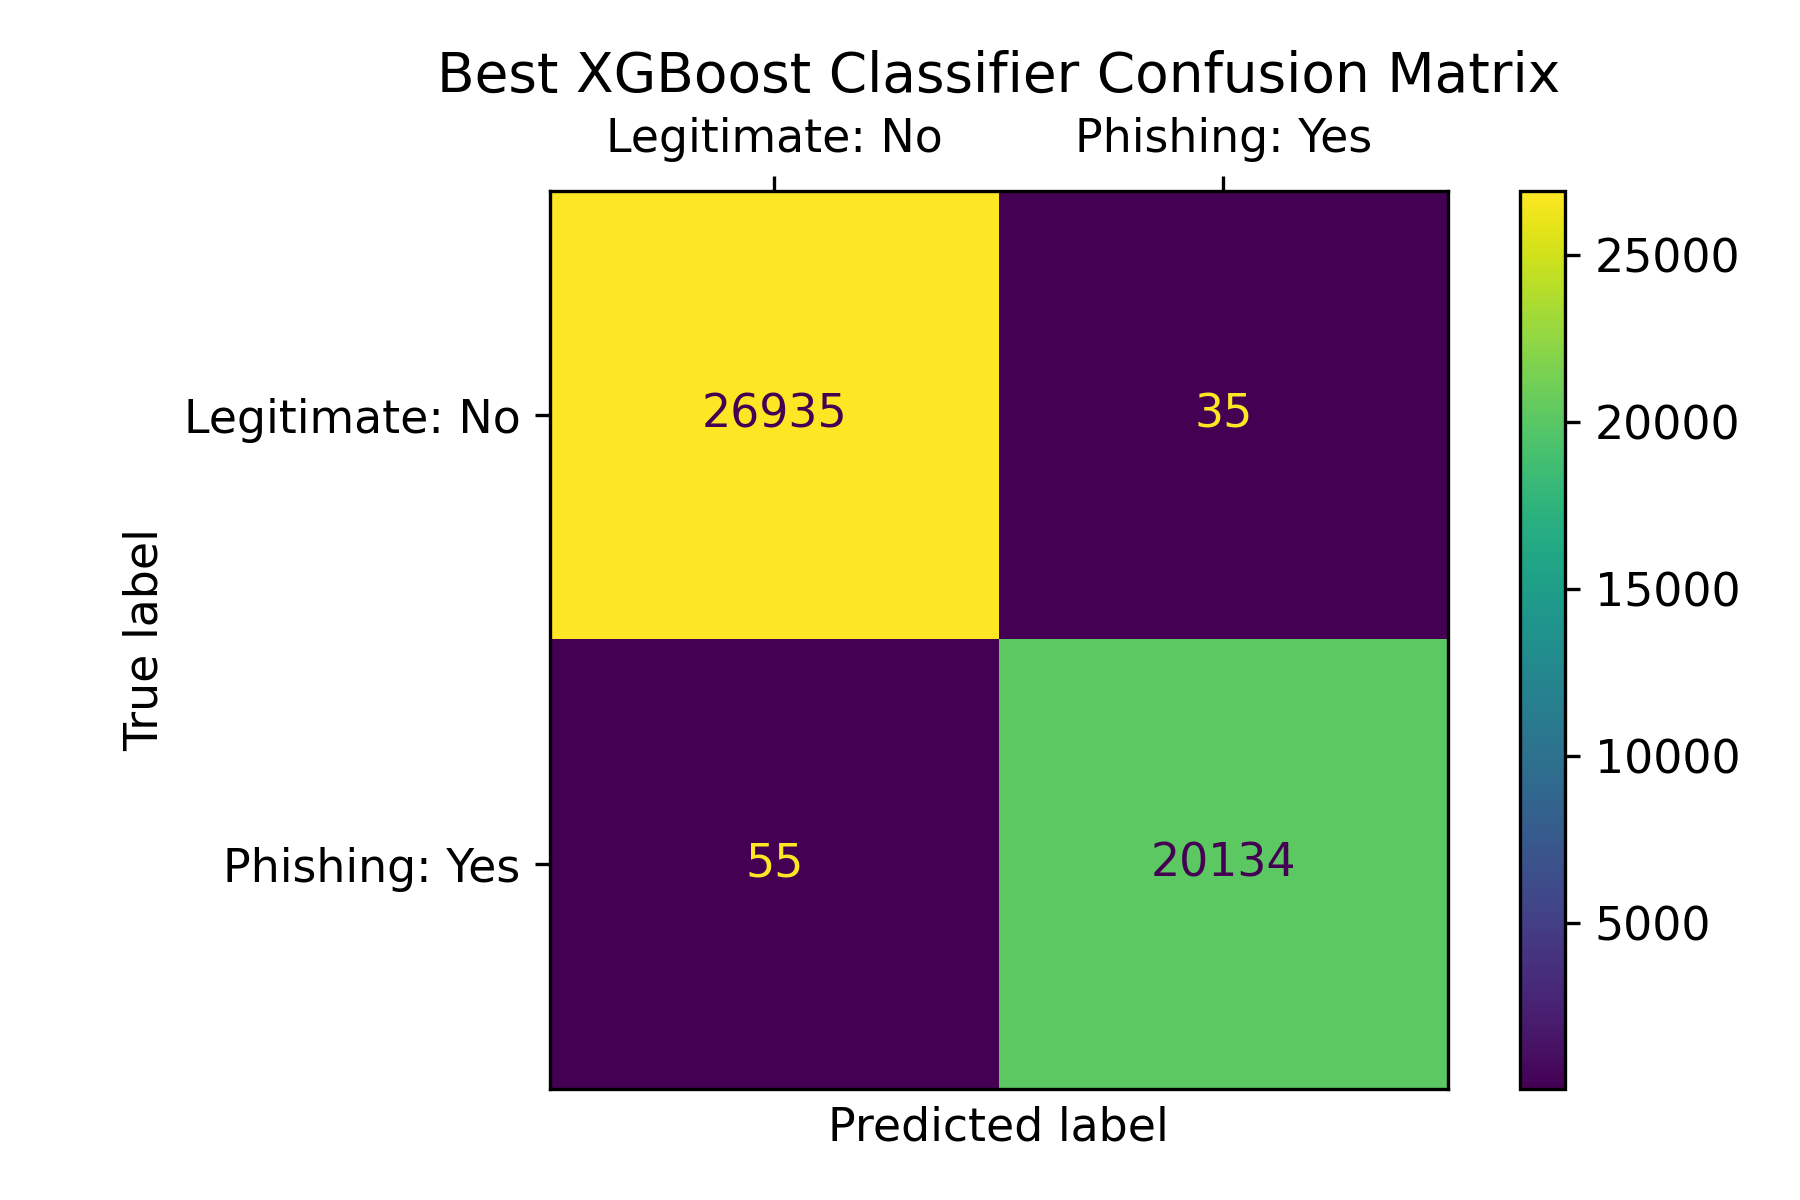 Best XGBoost Classifier Confusion Matrix
Legitimate: No Phishing: Yes
25000
Legitimate: No 26935 35
20000
15000
True label
10000
Phishing: Yes 55 20134
5000
Predicted label